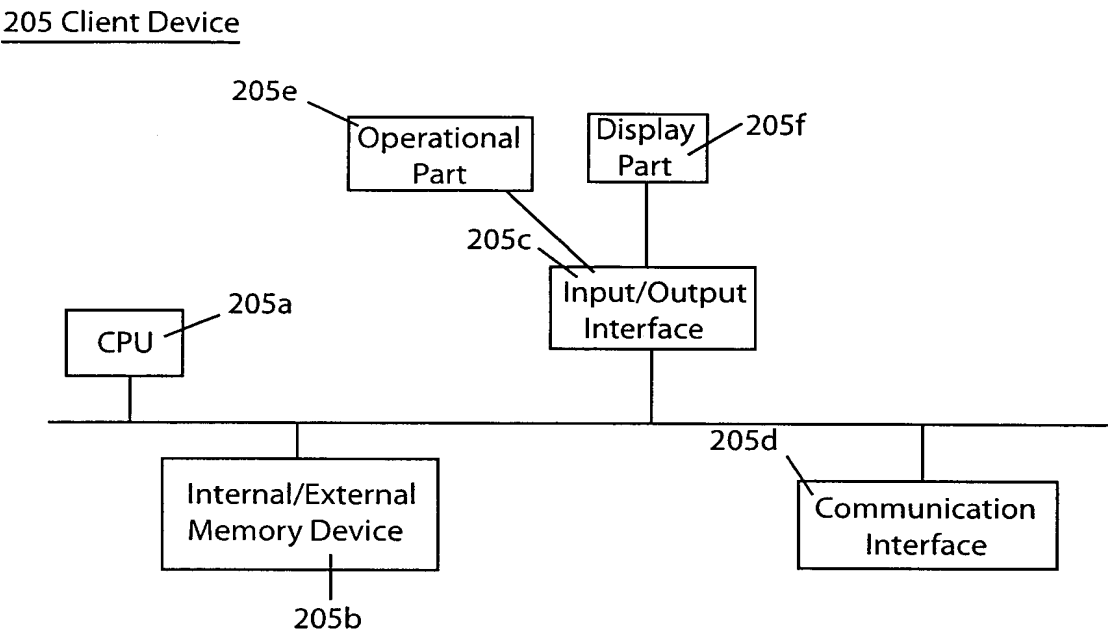 205 Client Device
205e
Operational
Part
Display
Part
205f
205c
Input/Output
Interface
205a
CPU
205d
Internal/External
Memory Device
Communication
Interface
205b